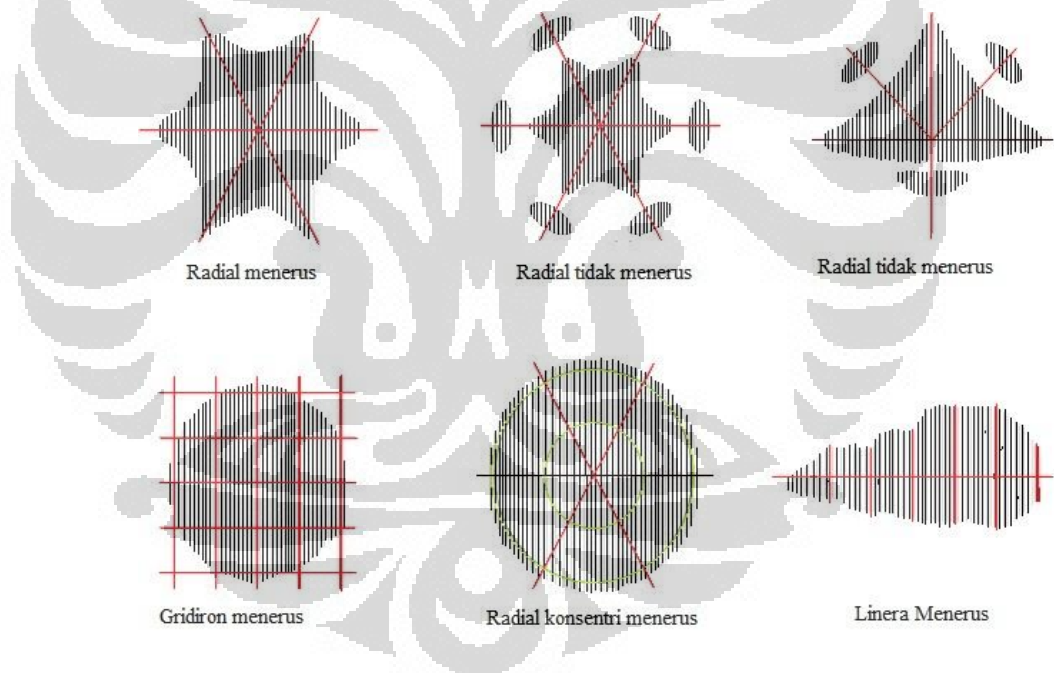 Radial menerus
Radial tidak menerus
Radial tidak menerus
Gridiron menerus
Radial konsentri menerus
Linera Menerus